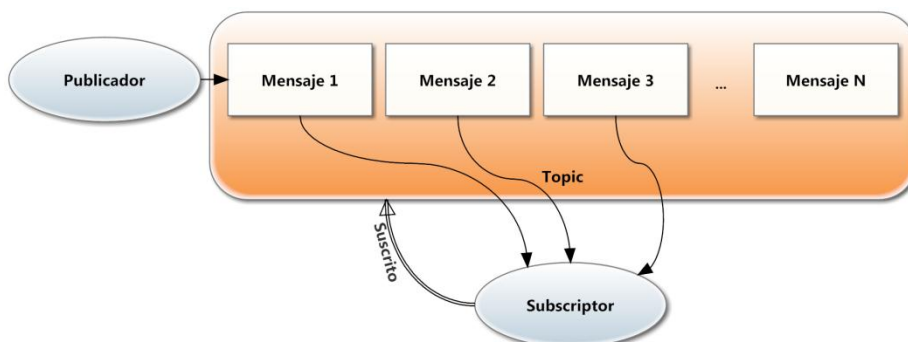 Publicador
Mensaje 1
Mensaje 2
Mensaje 3
...
Mensaje N
Topic
Suscrito
Subscriptor